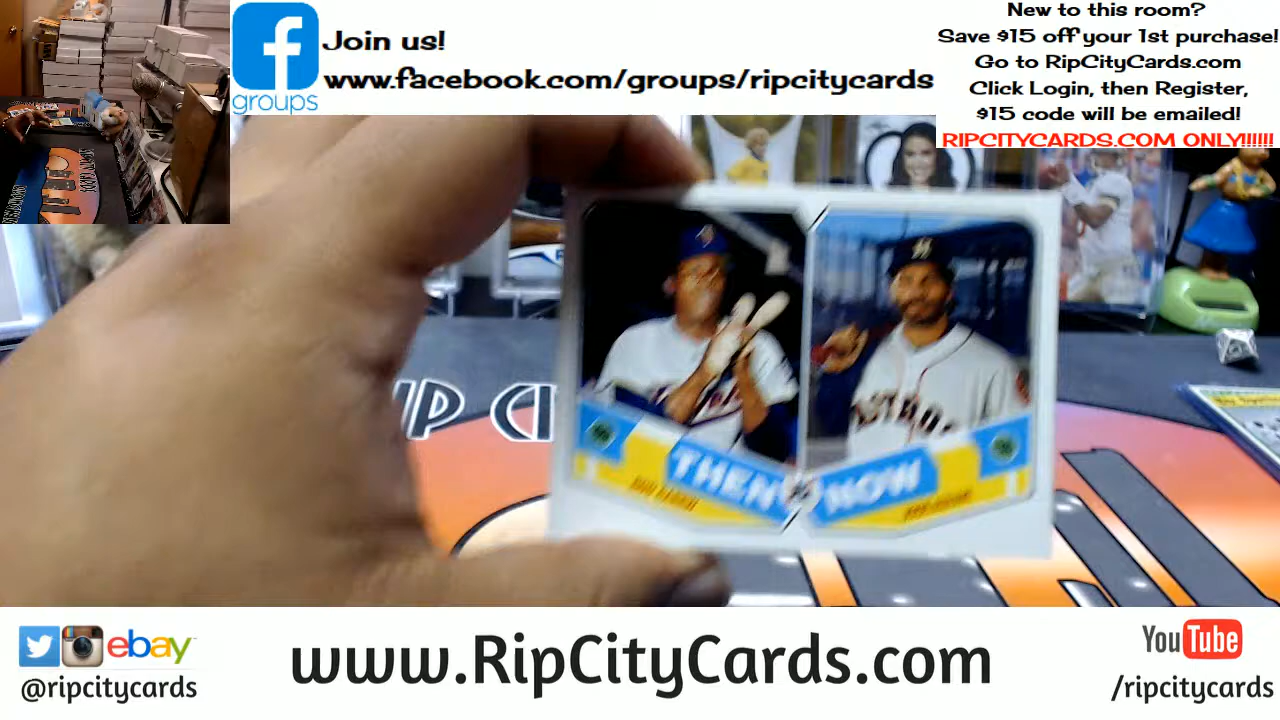 Join us!
groups
www.facebook.com/groups/ripcitycards
New to this room?
Save $15 off your 1st purchase!
Go to RipCityCards.com
Click Login, then Register,
$15 code will be emailed!
RIPCITYCARDS.COM ONLY!!!!!!
ASTROS
THEN NOW
ebay
@ripcitycards
www.RipCityCards.com
YouTube
/ripcitycards